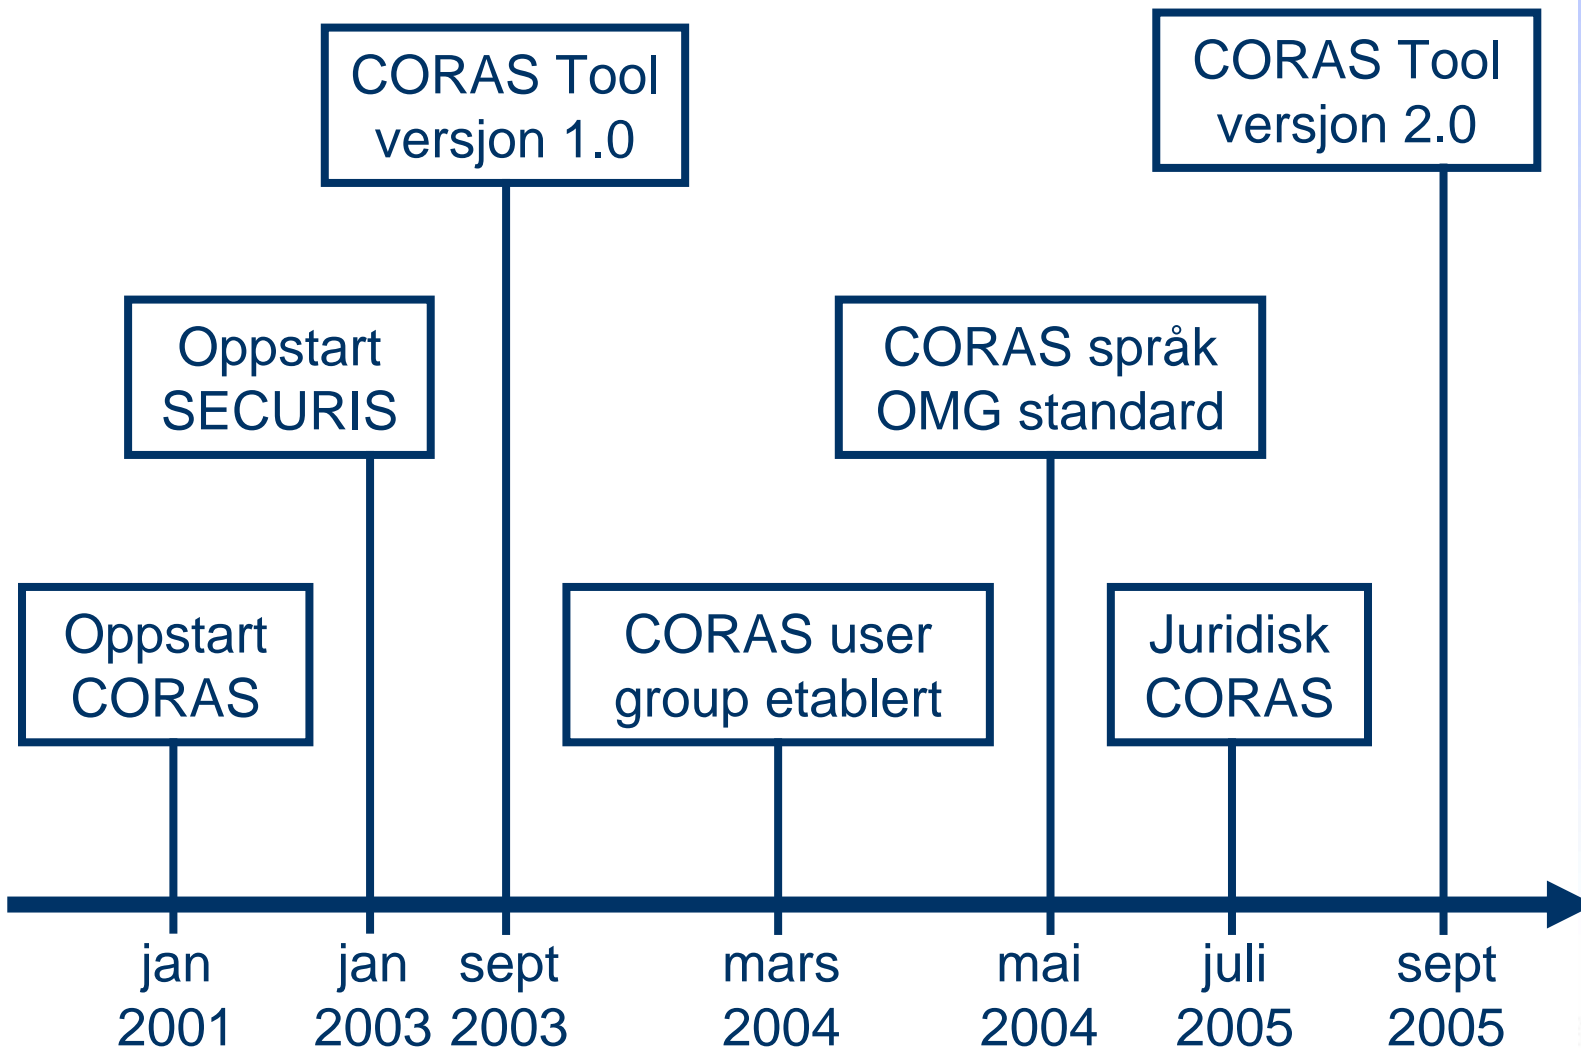 CORAS Tool
versjon 1.0
CORAS Tool
versjon 2.0
Oppstart
SECURIS
CORAS språk
OMG standard
Oppstart
CORAS
CORAS user
group etablert
Juridisk
CORAS
jan
2001
jan
2003
sept
2003
mars
2004
mai
2004
juli
2005
sept
2005